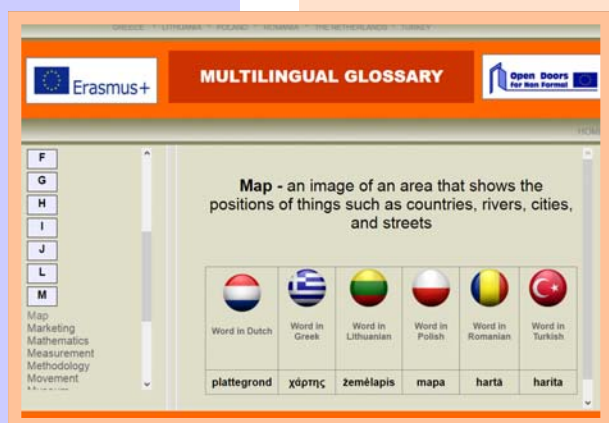 GREECE * LITHUANIA * POLAND * ROMANIA * THE NETHERLANDS * TURKEY
Erasmus+
MULTILINGUAL GLOSSARY
Open Doors
for Non Formal
HOME
F
G
H
I
J
L
M
Map
Marketing
Mathematics
Measurement
Methodology
Movement
Museum
Map - an image of an area that shows the
positions of things such as countries, rivers, cities,
and streets
Word in Dutch
Word in Greek
Word in Lithuanian
Word in Polish
Word in Romanian
Word in Turkish
plattegrond χάρτης žemėlapis mapa hartă harita